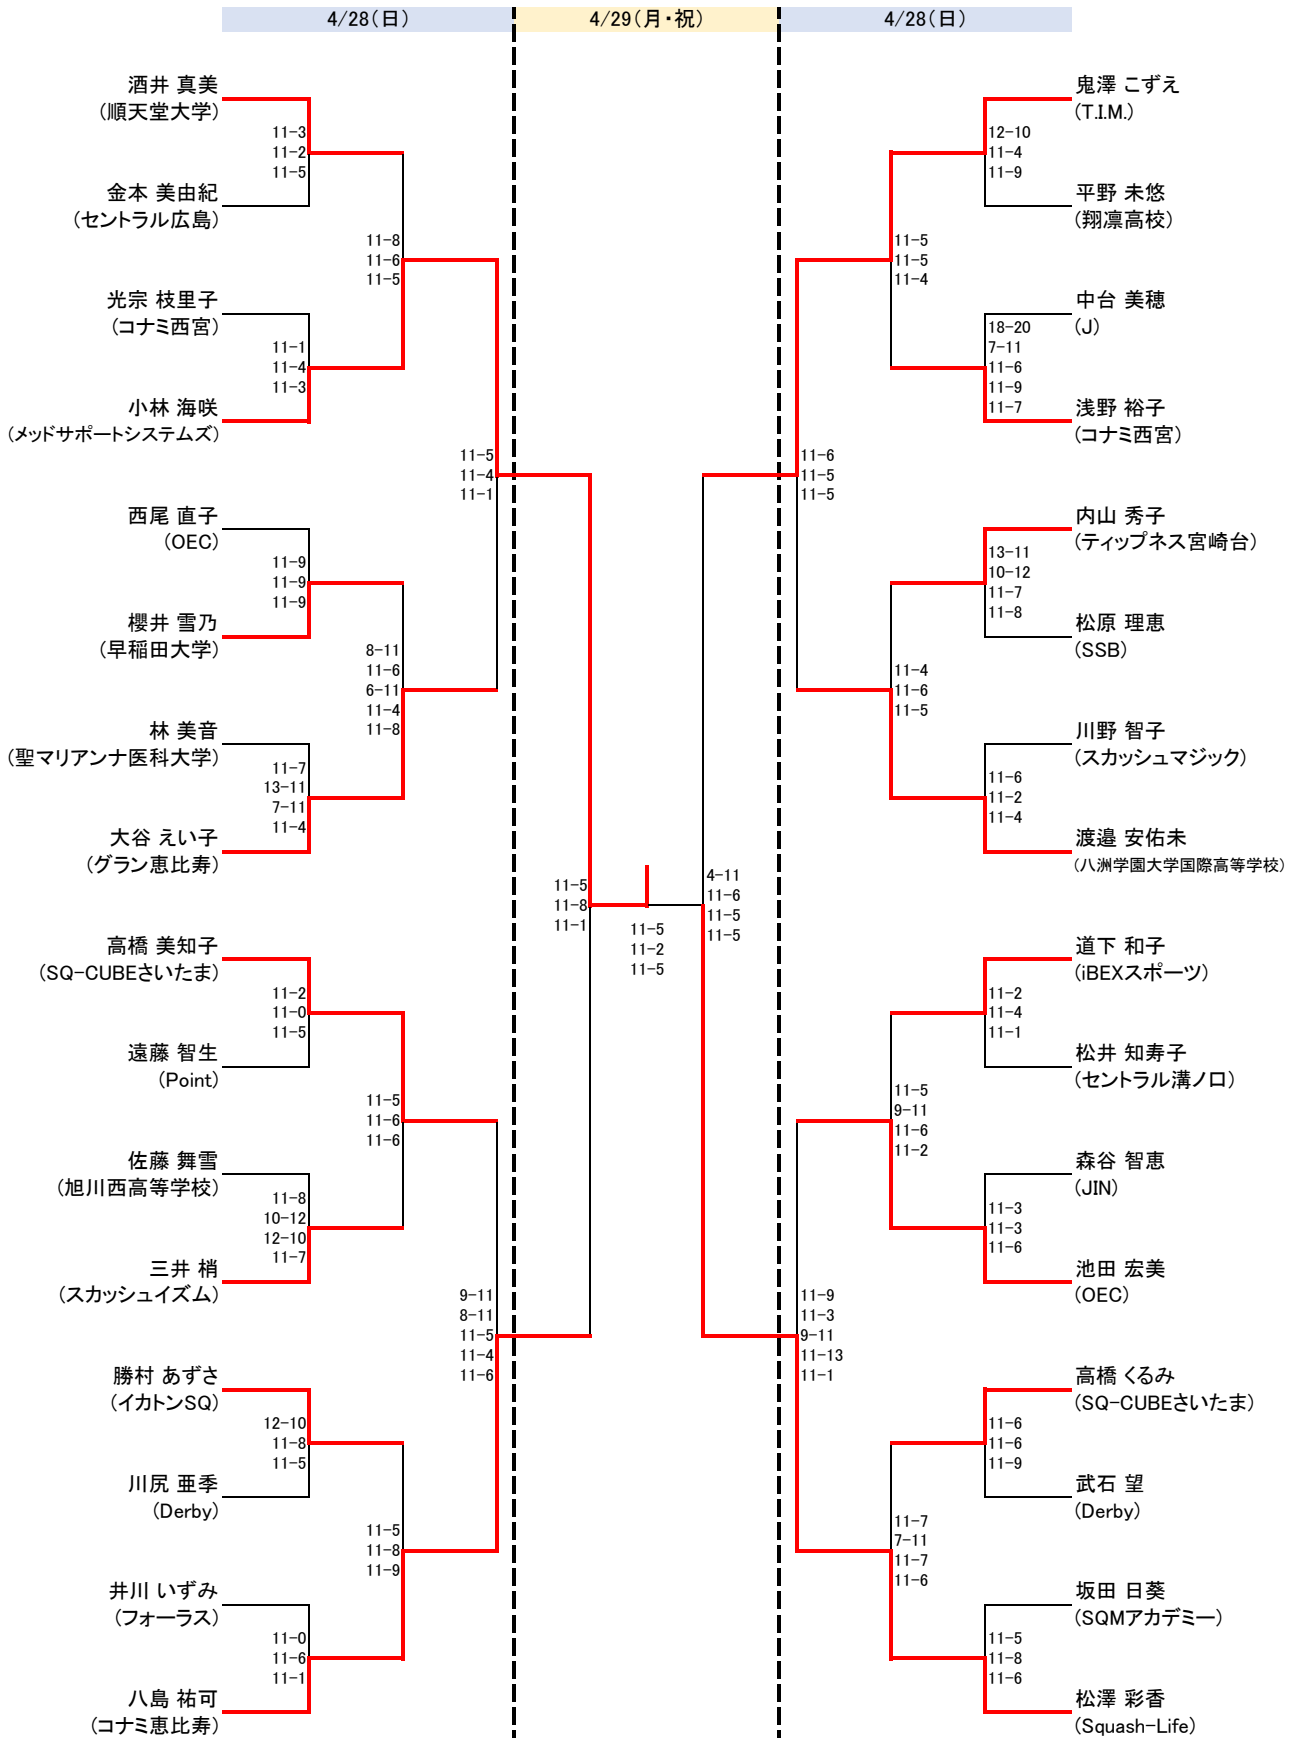 4/28(日)
4/29(月・祝)
4/28(日)
酒井 真美
(順天堂大学)
11-3
11-2
11-5
金本 美由紀
(セントラル広島)
11-8
11-6
11-5
光宗 枝里子
(コナミ西宮)
11-1
11-4
11-3
小林 海咲
(メッドサポートシステムズ)
11-5
11-4
11-1
西尾 直子
(OEC)
11-9
11-9
11-9
櫻井 雪乃
(早稲田大学)
8-11
11-6
6-11
11-4
11-8
林 美音
(聖マリアンナ医科大学)
11-7
13-11
7-11
11-4
大谷 えい子
(グラン恵比寿)
11-5
11-8
11-1
高橋 美知子
(SQ-CUBEさいたま)
11-2
11-0
11-5
遠藤 智生
(Point)
11-5
11-6
11-6
佐藤 舞雪
(旭川西高等学校)
11-8
10-12
12-10
11-7
三井 梢
(スカッシュイズム)
9-11
8-11
11-5
11-4
11-6
勝村 あずさ
(イカトンSQ)
12-10
11-8
11-5
川尻 亜季
(Derby)
11-5
11-8
11-9
井川 いずみ
(フォーラス)
11-0
11-6
11-1
八島 祐可
(コナミ恵比寿)
11-5
11-2
11-5
鬼澤 こずえ
(T.I.M.)
12-10
11-4
11-9
平野 未悠
(翔凛高校)
11-5
11-5
11-4
中台 美穂
(J)
18-20
7-11
11-6
11-9
11-7
浅野 裕子
(コナミ西宮)
11-6
11-5
11-5
内山 秀子
(ティップネス宮崎台)
13-11
10-12
11-7
11-8
松原 理恵
(SSB)
11-4
11-6
11-5
川野 智子
(スカッシュマジック)
11-6
11-2
11-4
渡邉 安佑未
(八洲学園大学国際高等学校)
4-11
11-6
11-5
11-5
道下 和子
(iBEXスポーツ)
11-2
11-4
11-1
松井 知寿子
(セントラル溝ノ口)
11-5
9-11
11-6
11-2
森谷 智恵
(JIN)
11-3
11-3
11-6
池田 宏美
(OEC)
11-9
11-3
9-11
11-13
11-1
高橋 くるみ
(SQ-CUBEさいたま)
11-6
11-6
11-9
武石 望
(Derby)
11-7
7-11
11-7
11-6
坂田 日葵
(SQMアカデミー)
11-5
11-8
11-6
松澤 彩香
(Squash-Life)